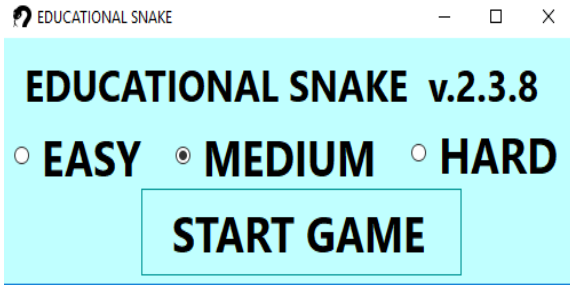 EDUCATIONAL SNAKE
EDUCATIONAL SNAKE v.2.3.8
EASY MEDIUM HARD
START GAME